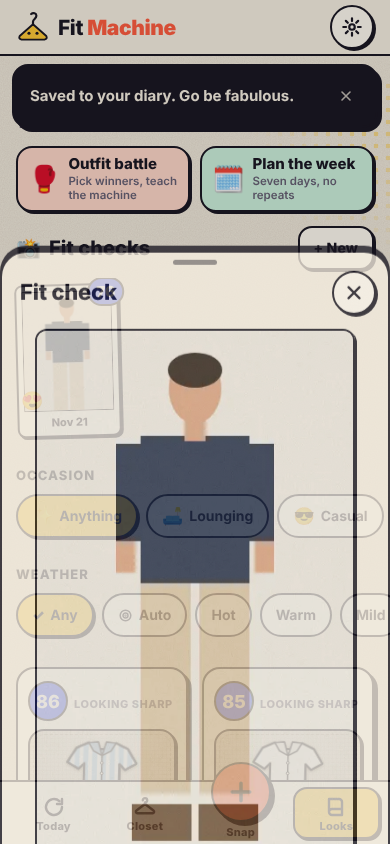 Fit Machine
Saved to your diary. Go be fabulous.
Outfit battle
Pick winners, teach
the machine
Plan the week
Seven days, no
repeats
Fit checks
+ New
Fit check
Nov 21
OCCASION
Anything
Lounging
Casual
WEATHER
✓ Any
Auto
Hot
Warm
Mild
86 LOOKING SHARP
85 LOOKING SHARP
Today
Closet
Snap
Looks